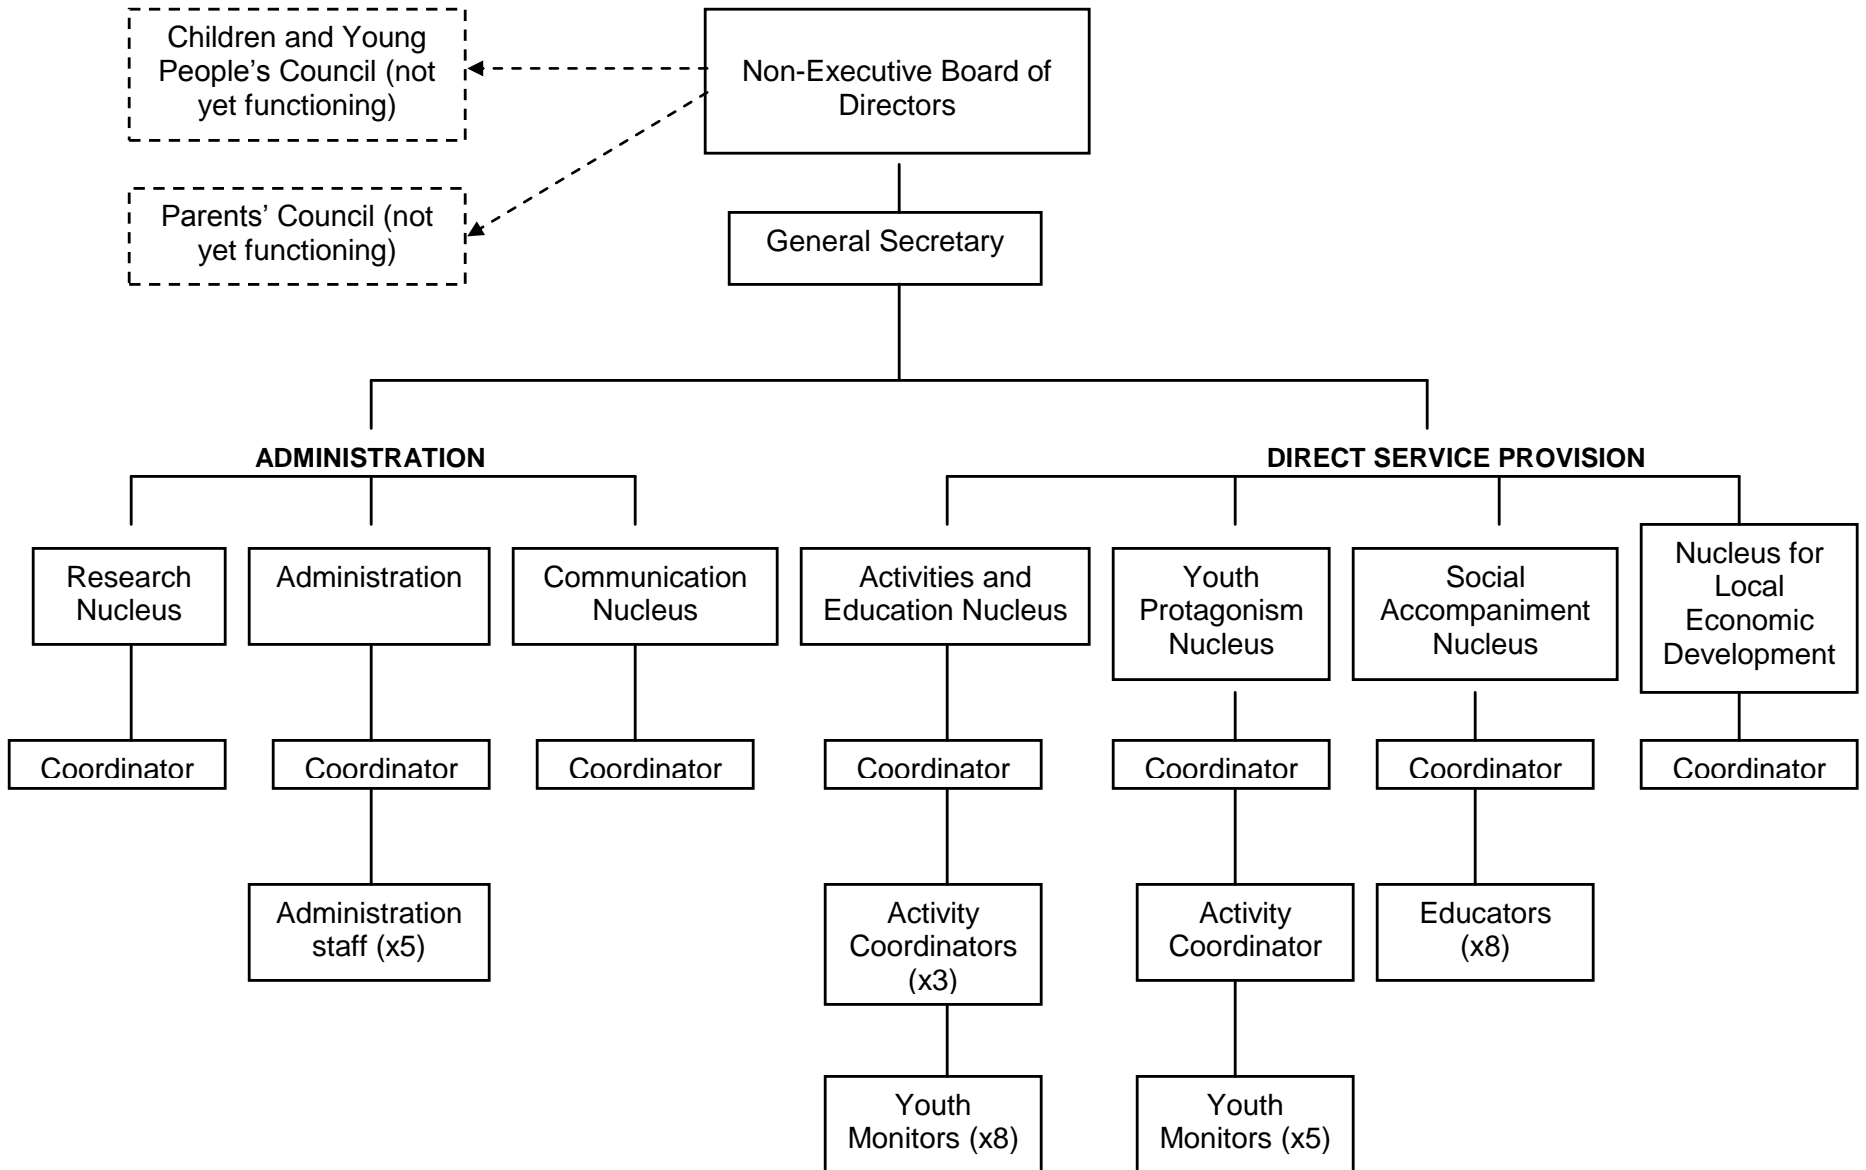 Children and Young
People’s Council (not
yet functioning)
Non-Executive Board of
Directors
Parents’ Council (not
yet functioning)
General Secretary
ADMINISTRATION
DIRECT SERVICE PROVISION
Research
Nucleus
Administration
Communication
Nucleus
Activities and
Education Nucleus
Youth
Protagonism
Nucleus
Social
Accompaniment
Nucleus
Nucleus for
Local
Economic
Development
Coordinator
Coordinator
Coordinator
Coordinator
Coordinator
Coordinator
Coordinator
Administration
staff (x5)
Activity
Coordinators
(x3)
Activity
Coordinator
Educators
(x8)
Youth
Monitors (x8)
Youth
Monitors (x5)